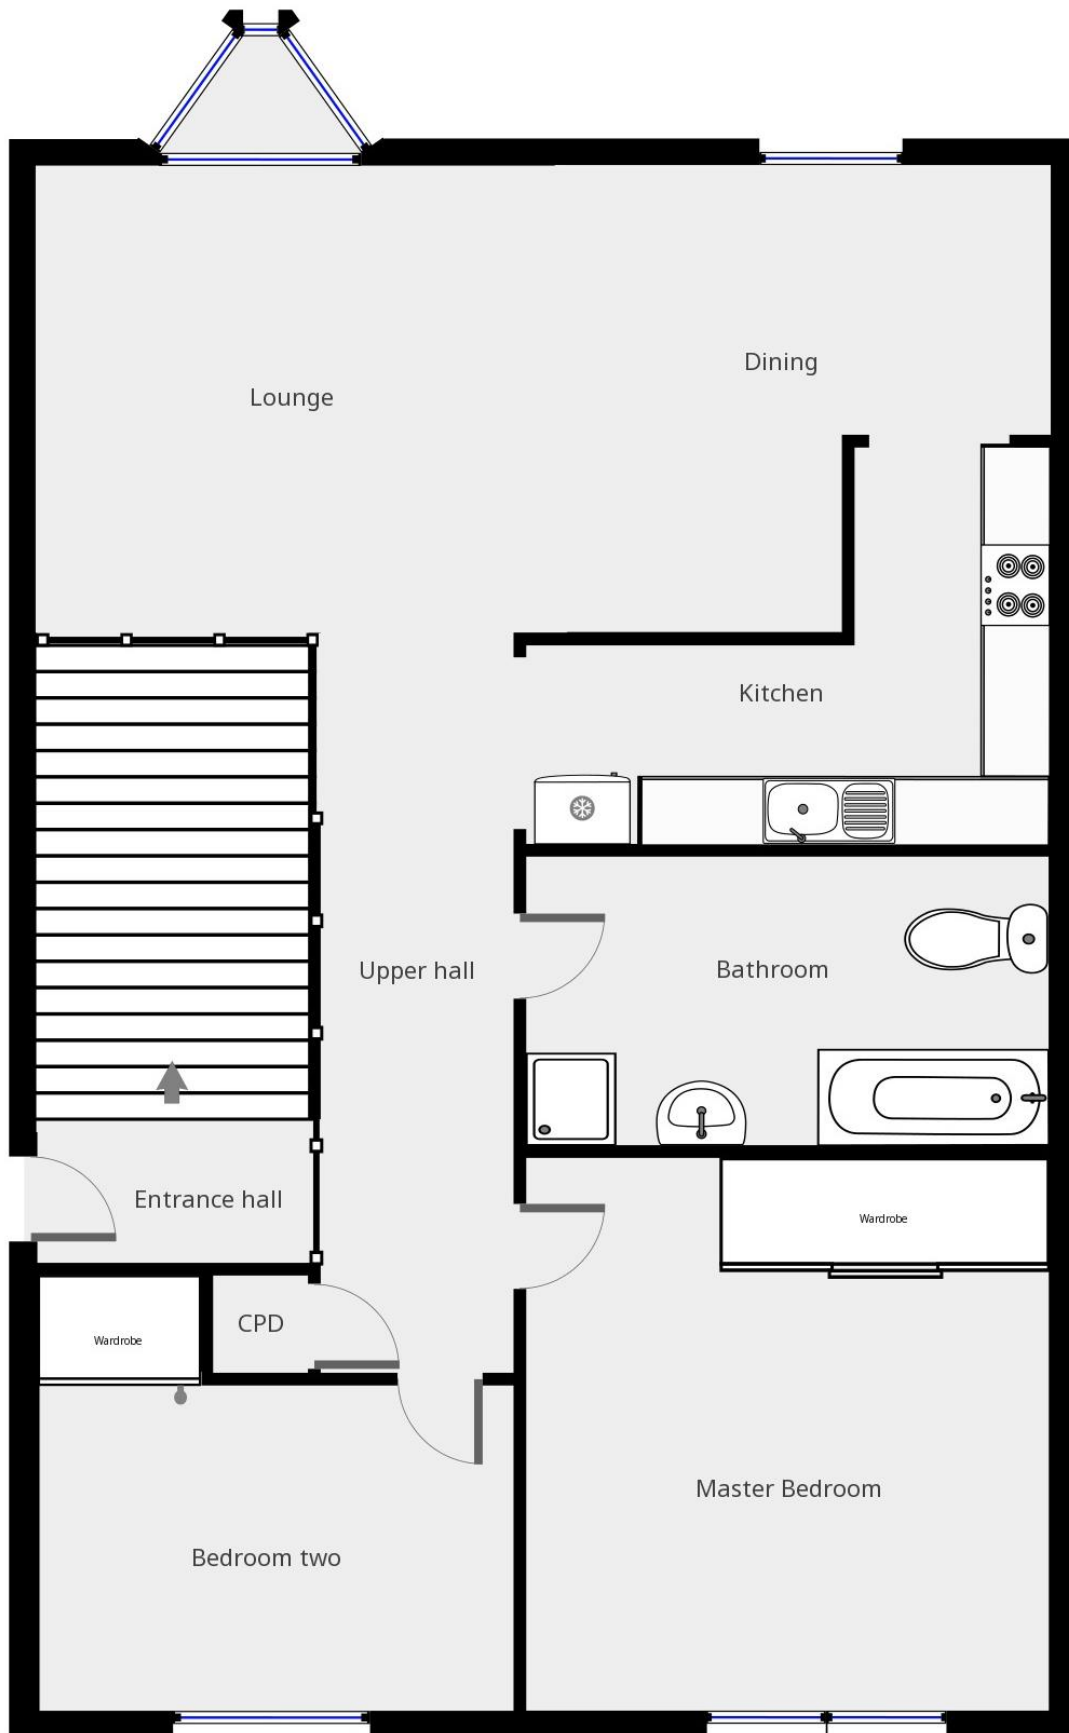 Dining
Lounge
Kitchen
Upper hall
Bathroom
Entrance hall
Wardrobe
CPD
Wardrobe
Master Bedroom
Bedroom two